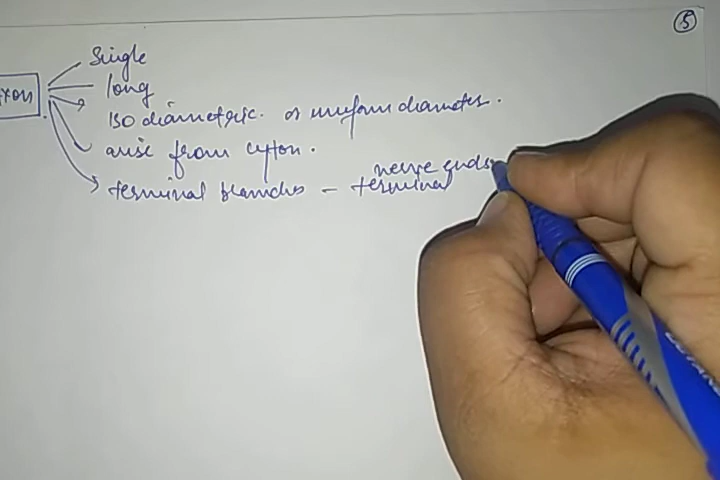 5
Single
long
xon
Iso diametric. or uniform diameter.
arise from cyton.
nerve ends
terminal branches - terminal